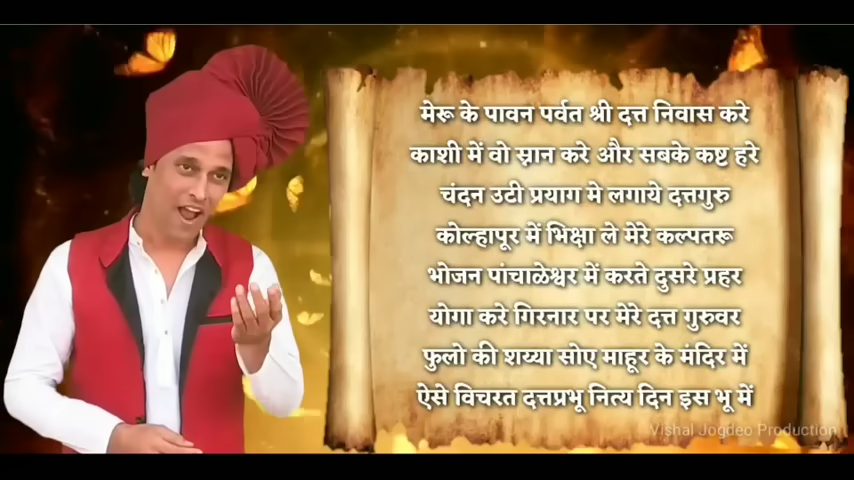 मेरू के पावन पर्वत श्री दत्त निवास करे
काशी में वो स्नान करे और सबके कष्ट हरे
चंदन उटी प्रयाग मे लगाये दत्तगुरु
कोल्हापूर में भिक्षा ले मेरे कल्पतरू
भोजन पांचाळेश्वर में करते दुसरे प्रहर
योगा करे गिरनार पर मेरे दत्त गुरुवर
फुलो की शय्या सोए माहूर के मंदिर में
ऐसे विचरत दत्तप्रभू नित्य दिन इस भू में
Vishal Jogdeo Production